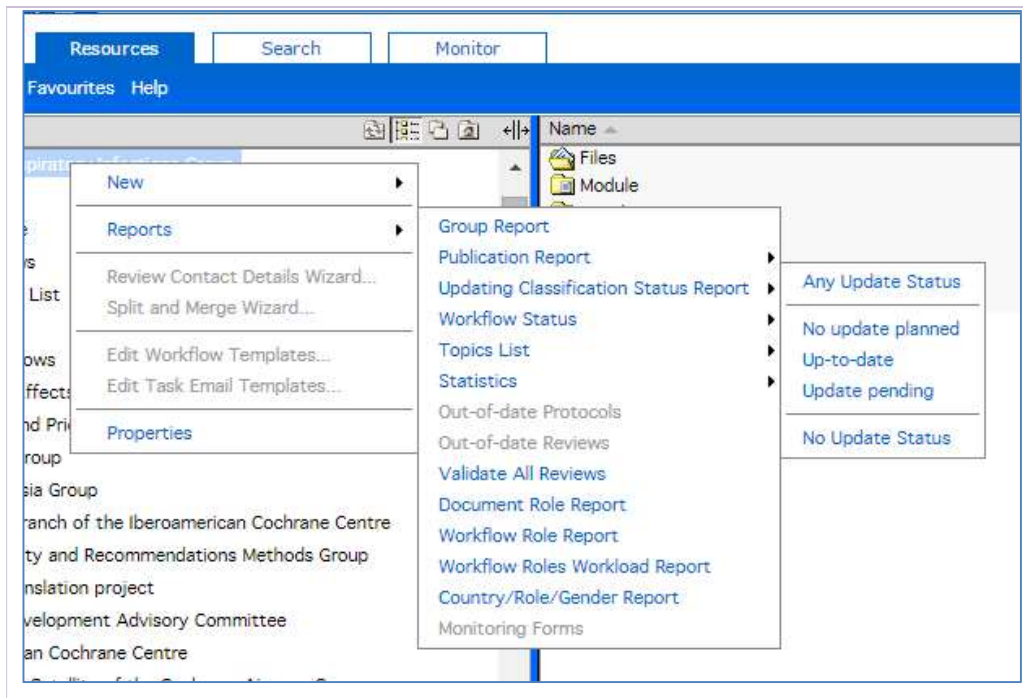 Resources
Search
Monitor
Favourites Help
Name
Files
Module
New
Reports
Review Contact Details Wizard...
Split and Merge Wizard...
Edit Workflow Templates...
Edit Task Email Templates...
Properties
Group Report
Publication Report
Updating Classification Status Report
Workflow Status
Topics List
Statistics
Out-of-date Protocols
Out-of-date Reviews
Validate All Reviews
Document Role Report
Workflow Role Report
Workflow Roles Workload Report
Country/Role/Gender Report
Monitoring Forms
Any Update Status
No update planned
Up-to-date
Update pending
No Update Status
List
ows
ffects
nd Pri
roup
sia Group
ranch of the Iberoamerican Cochrane Centre
ty and Recommendations Methods Group
nslation project
velopment Advisory Committee
an Cochrane Centre